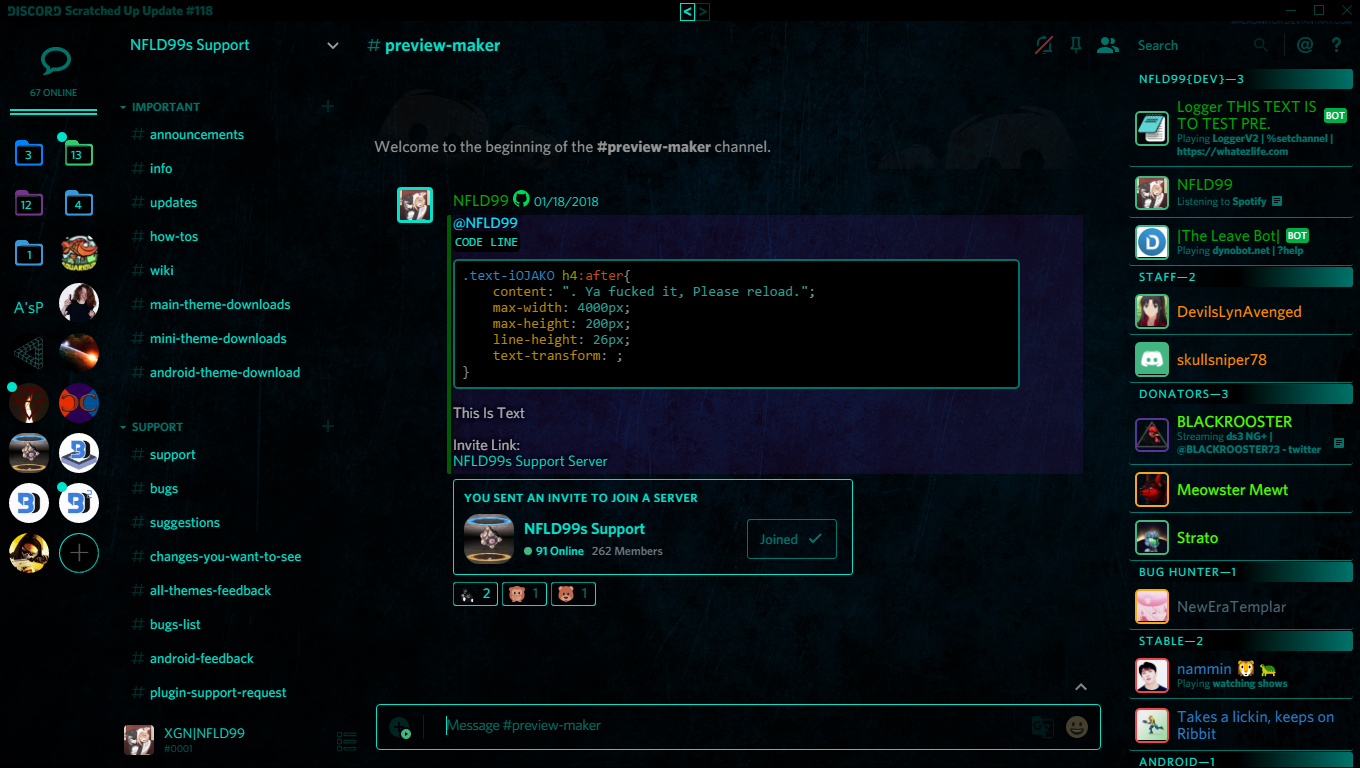 DISCORD Scratched Up Update #118
< >
67 ONLINE
3
13
12
4
1
A'sP
NFLD99s Support
IMPORTANT
# announcements
# info
# updates
# how-tos
# wiki
# main-theme-downloads
# mini-theme-downloads
# android-theme-download
SUPPORT
# support
# bugs
# suggestions
# changes-you-want-to-see
# all-themes-feedback
# bugs-list
# android-feedback
# plugin-support-request
XGN|NFLD99
#0001
# preview-maker
Search
@ ?
Welcome to the beginning of the #preview-maker channel.
NFLD99 01/18/2018
@NFLD99
CODE LINE
.text-iOJAKO h4:after{
content: ". Ya fucked it, Please reload.";
max-width: 4000px;
max-height: 200px;
line-height: 26px;
text-transform: ;
}
This Is Text
Invite Link:
NFLD99s Support Server
YOU SENT AN INVITE TO JOIN A SERVER
NFLD99s Support
91 Online 262 Members
Joined
2 1 1
Message #preview-maker
NFLD99{DEV}—3
Logger THIS TEXT IS
TO TEST PRE. BOT
Playing LoggerV2 | %setchannel |
https://whatezlife.com
NFLD99
Listening to Spotify
|The Leave Bot| BOT
Playing dynobot.net | ?help
STAFF—2
DevilsLynAvenged
skullsniper78
DONATORS—3
BLACKROOSTER
Streaming ds3 NG+ |
@BLACKROOSTER73 - twitter
Meowster Mewt
Strato
BUG HUNTER—1
NewEraTemplar
STABLE—2
nammin 🐯 🐢
Playing watching shows
Takes a lickin, keeps on
Ribbit
ANDROID—1